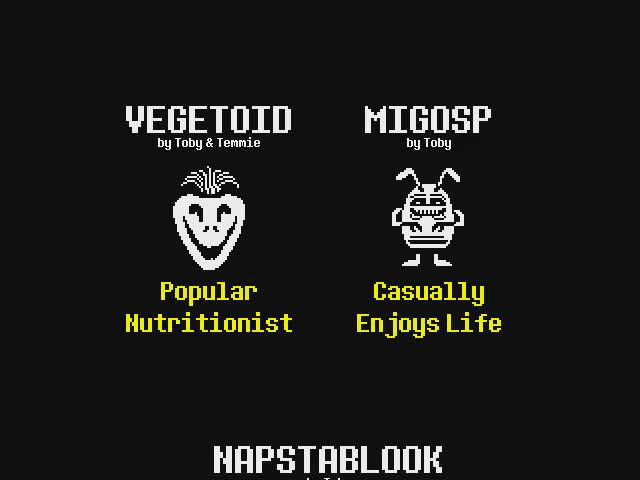 VEGETOID
by Toby & Temmie
Popular
Nutritionist
MIGOSP
by Toby
Casually
Enjoys Life
NAPSTABLOOK